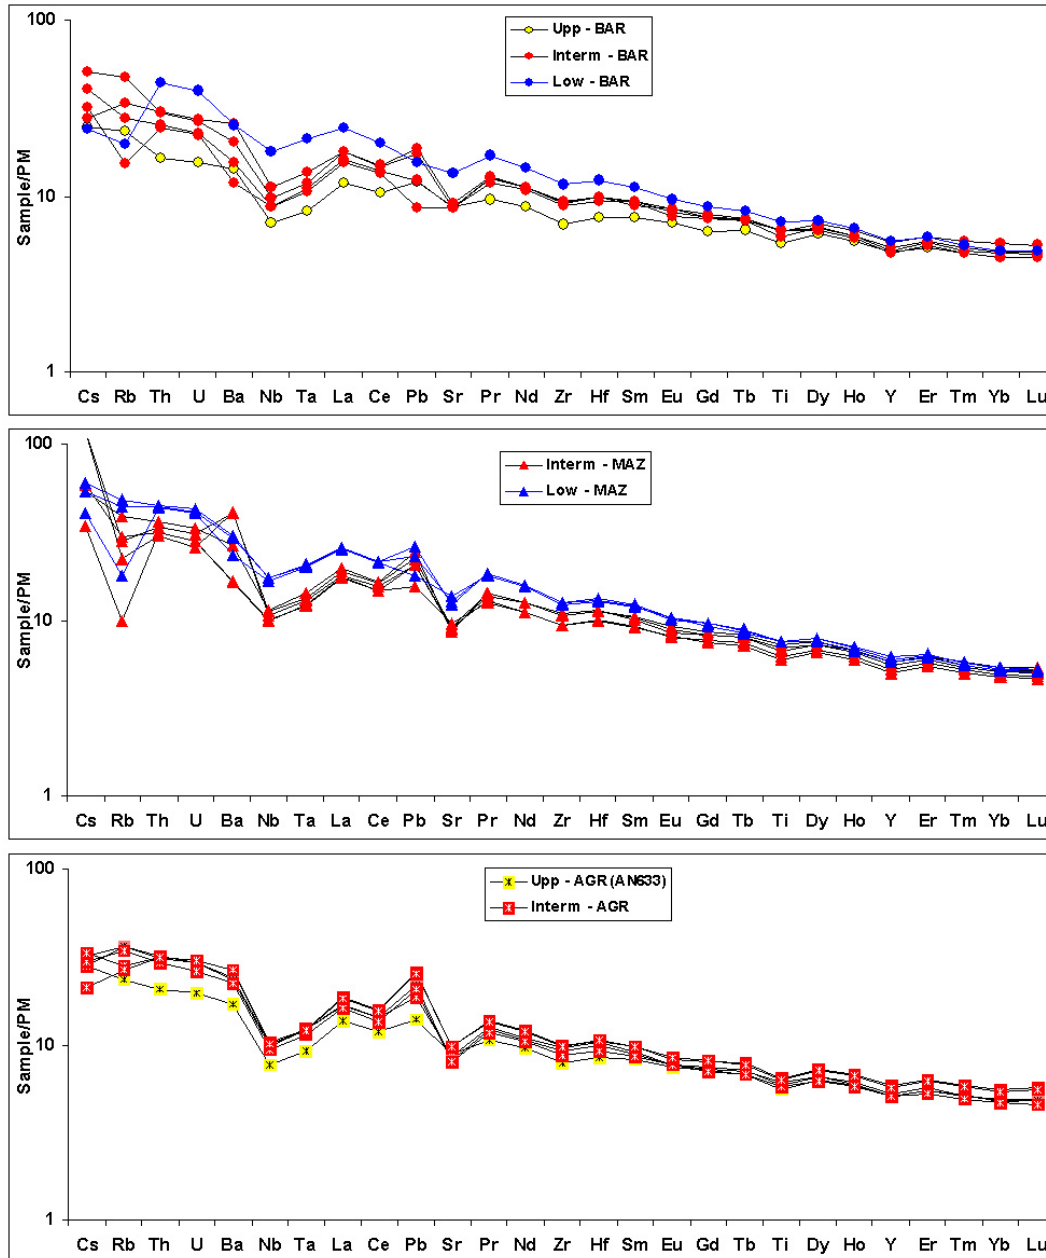 100
Upp - BAR
Interm - BAR
Low - BAR
Sample/PM
10
1
Cs Rb Th U Ba Nb Ta La Ce Pb Sr Pr Nd Zr Hf Sm Eu Gd Tb Ti Dy Ho Y Er Tm Yb Lu
100
Interm - MAZ
Low - MAZ
Sample/PM
10
1
Cs Rb Th U Ba Nb Ta La Ce Pb Sr Pr Nd Zr Hf Sm Eu Gd Tb Ti Dy Ho Y Er Tm Yb Lu
100
Upp - AGR (AN633)
Interm - AGR
Sample/PM
10
1
Cs Rb Th U Ba Nb Ta La Ce Pb Sr Pr Nd Zr Hf Sm Eu Gd Tb Ti Dy Ho Y Er Tm Yb Lu